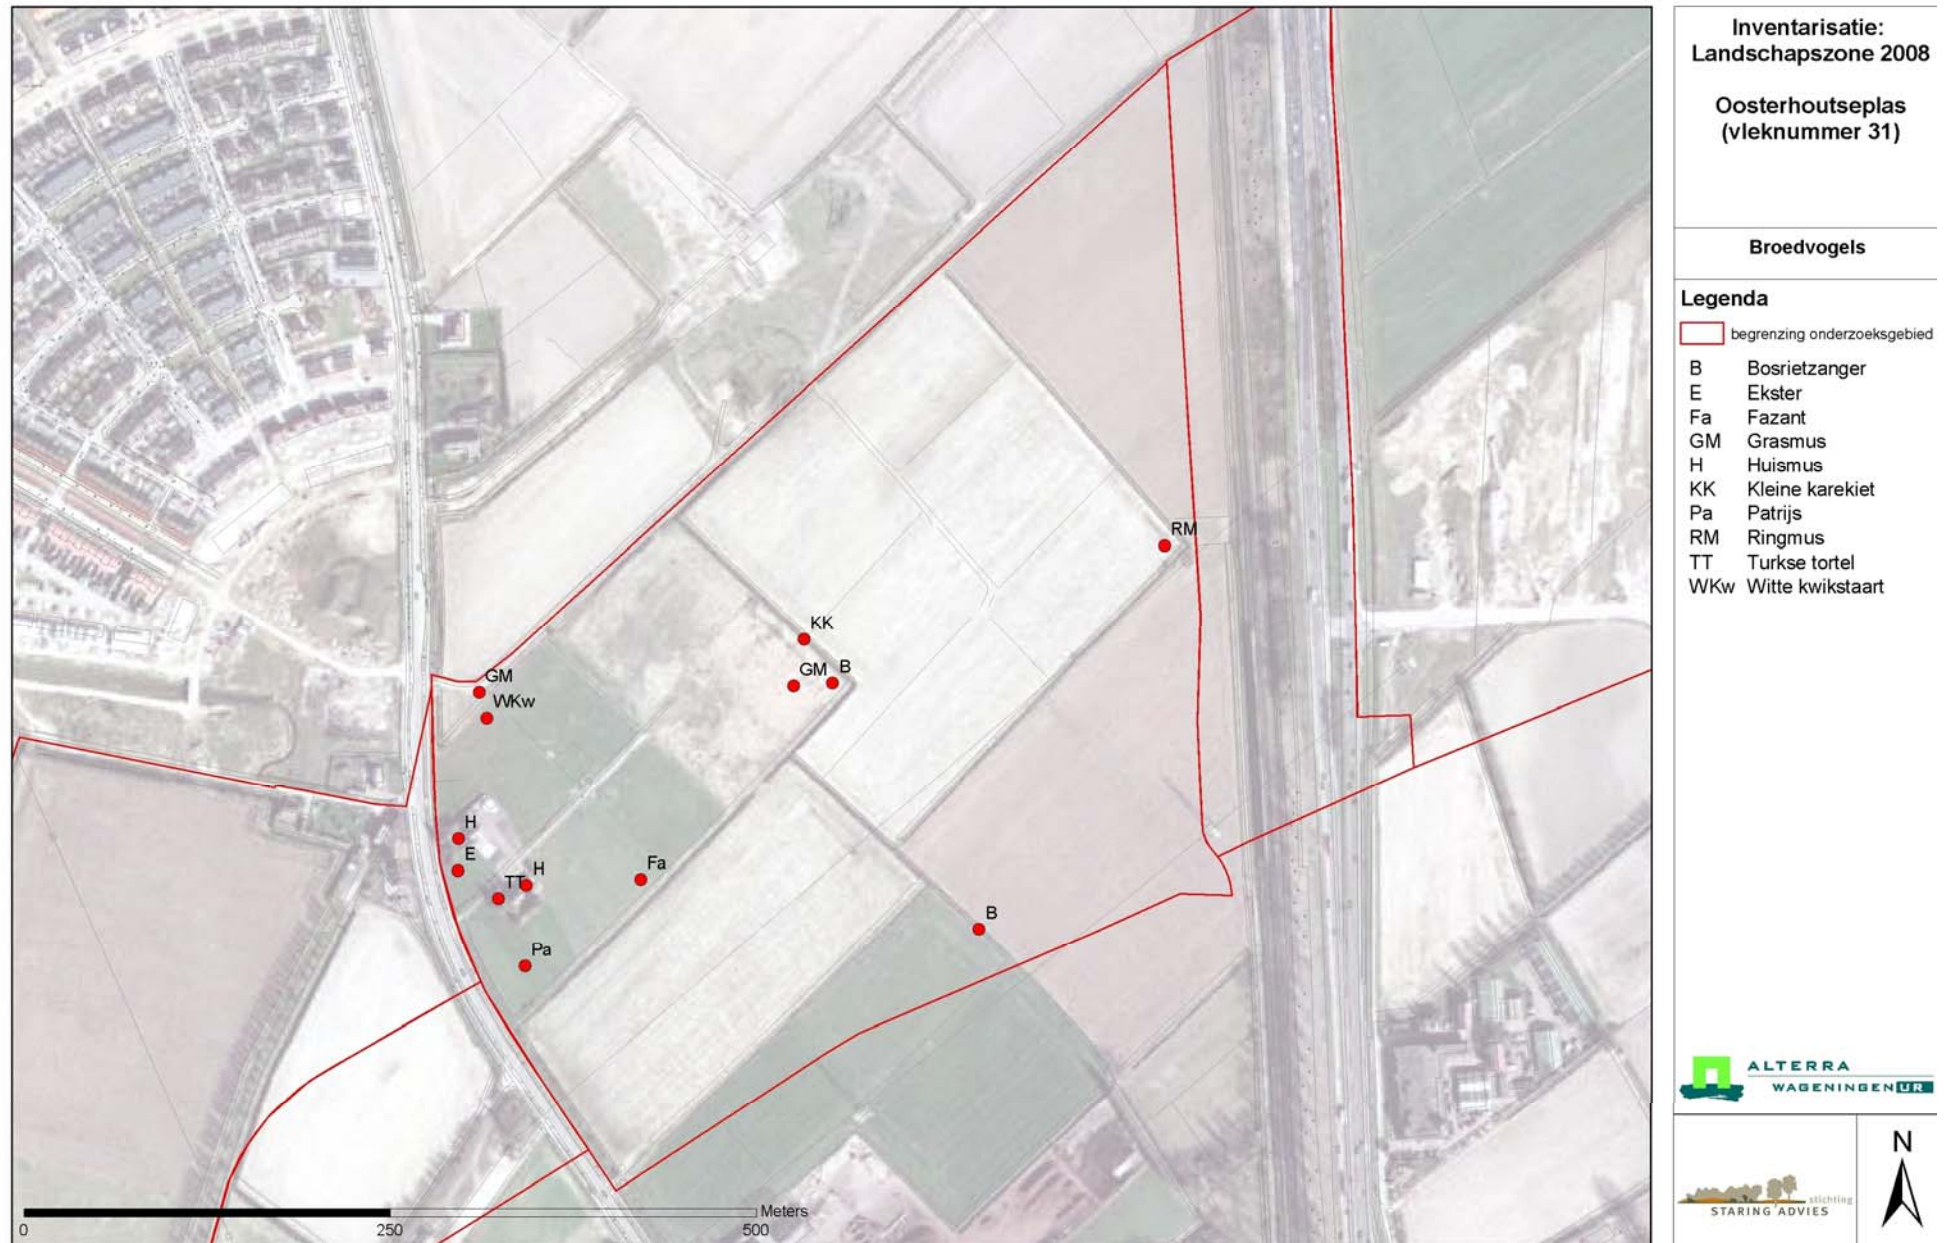 Inventarisatie:
Landschapszone 2008
Oosterhoutseplas
(vleknummer 31)
Broedvogels
Legenda
begrenzing onderzoeksgebied
B Bosrietzanger
E Ekster
Fa Fazant
GM Grasmus
H Huismus
KK Kleine karekiet
Pa Patrijs
RM Ringmus
TT Turkse tortel
WKw Witte kwikstaart
ALTERRA
WAGENINGEN UR
stichting
STARING ADVIES
N
RM
KK
GM
B
GM
WKw
H
E
TT
H
Fa
B
Pa
0 250 500 Meters